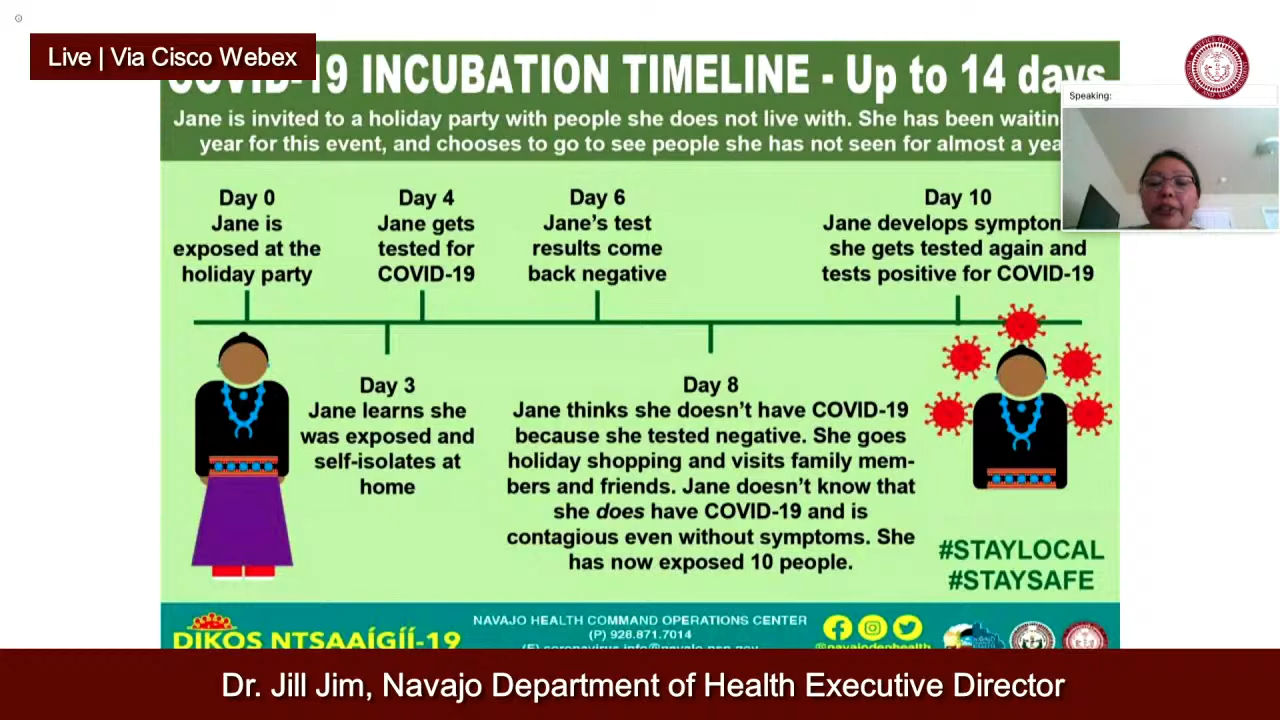 Live | Via Cisco Webex
COVID-19 INCUBATION TIMELINE - Up to 14 days
Speaking:
Jane is invited to a holiday party with people she does not live with. She has been
year for this event, and chooses to go to see people she has not seen for almost a
Day 0
Jane is
exposed at the
holiday party
Day 4
Jane gets
tested for
COVID-19
Day 6
Jane's test
results come
back negative
Day 10
Jane develops
she gets tested again and
tests positive for COVID-19
Day 3
Jane learns she
was exposed and
self-isolates at
home
Day 8
Jane thinks she doesn't have COVID-19
because she tested negative. She goes
holiday shopping and visits family mem-
bers and friends. Jane doesn't know that
she does have COVID-19 and is
contagious even without symptoms. She
has now exposed 10 people.
#STAYLOCAL
#STAYSAFE
DIKOS NTSAAÍGÍÍ-19
NAVAJO HEALTH COMMAND OPERATIONS CENTER
(P) 928.871.7014
Dr. Jill Jim, Navajo Department of Health Executive Director